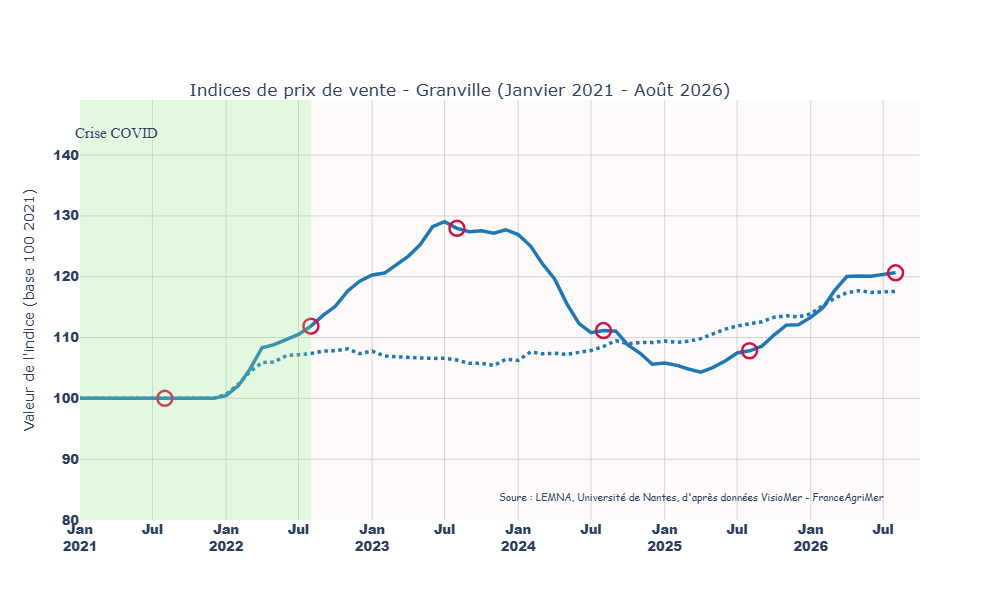 Indices de prix de vente - Granville (Janvier 2021 - Août 2026)
Crise COVID
Valeur de l'indice (base 100 2021)
140
130
120
110
100
90
80
Soure : LEMNA, Université de Nantes, d'après données VisioMer - FranceAgriMer
Jan Jul Jan Jul Jan Jul Jan Jul Jan Jul Jan Jul
2021 2022 2023 2024 2025 2026